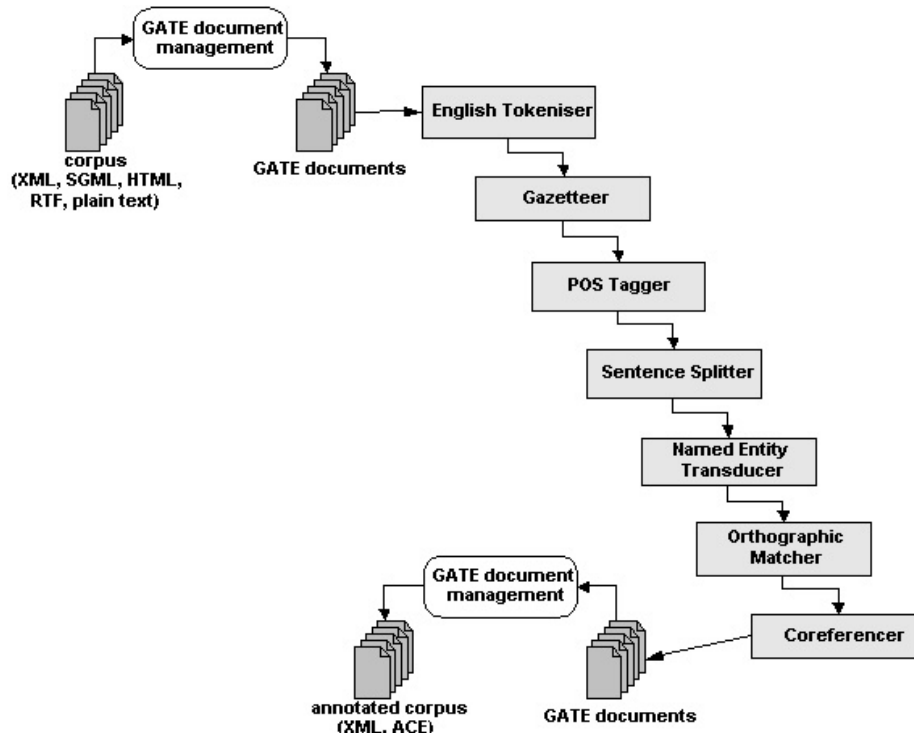 GATE document
management
corpus
(XML, SGML, HTML,
RTF, plain text)
GATE documents
English Tokeniser
Gazetteer
POS Tagger
Sentence Splitter
Named Entity
Transducer
Orthographic
Matcher
Coreferencer
GATE documents
GATE document
management
annotated corpus
(XML, ACE)